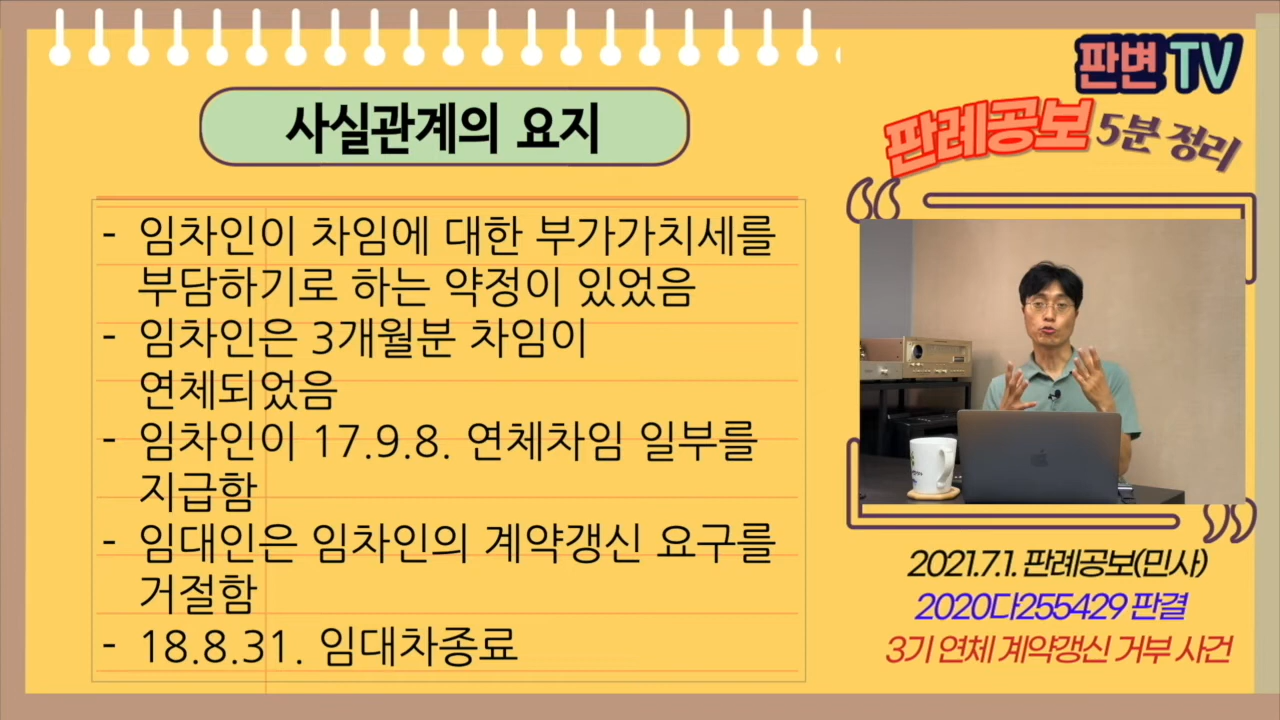 사실관계의 요지
- 임차인이 차임에 대한 부가가치세를
부담하기로 하는 약정이 있었음
- 임차인은 3개월분 차임이
연체되었음
- 임차인이 17.9.8. 연체차임 일부를
지급함
- 임대인은 임차인의 계약갱신 요구를
거절함
- 18.8.31. 임대차종료
판변 TV
판례공보 5분 정리
2021.7.1. 판례공보(민사)
2020다255429 판결
3기 연체 계약갱신 거부 사건